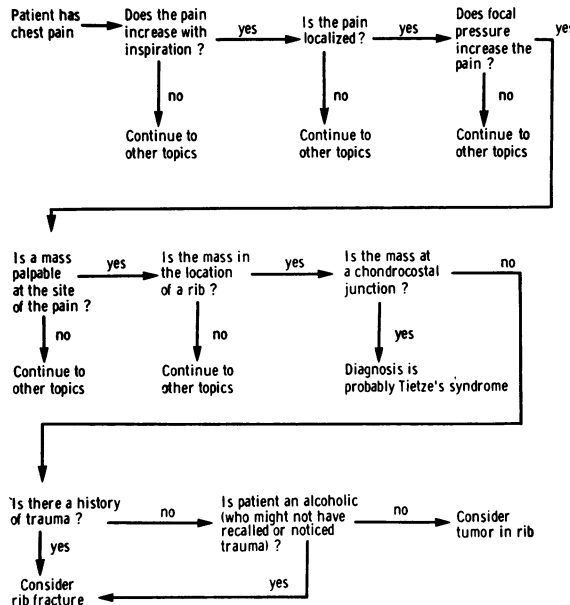 Patient has
chest pain
Does the pain
increase with
inspiration ?
yes
Is the pain
localized ?
yes
Does focal
pressure
increase the
pain ?
yes
no
no
no
Continue to
other topics
Continue to
other topics
Continue to
other topics
Is a mass
palpable
at the site
of the pain ?
yes
Is the mass in
the location
of a rib ?
yes
Is the mass at
a chondrocostal
junction ?
no
no
no
yes
Continue to
other topics
Continue to
other topics
Diagnosis is
probably Tietze's syndrome
Is there a history
of trauma ?
no
Is patient an alcoholic
(who might not have
recalled or noticed
trauma) ?
no
Consider
tumor in rib
yes
yes
Consider
rib fracture